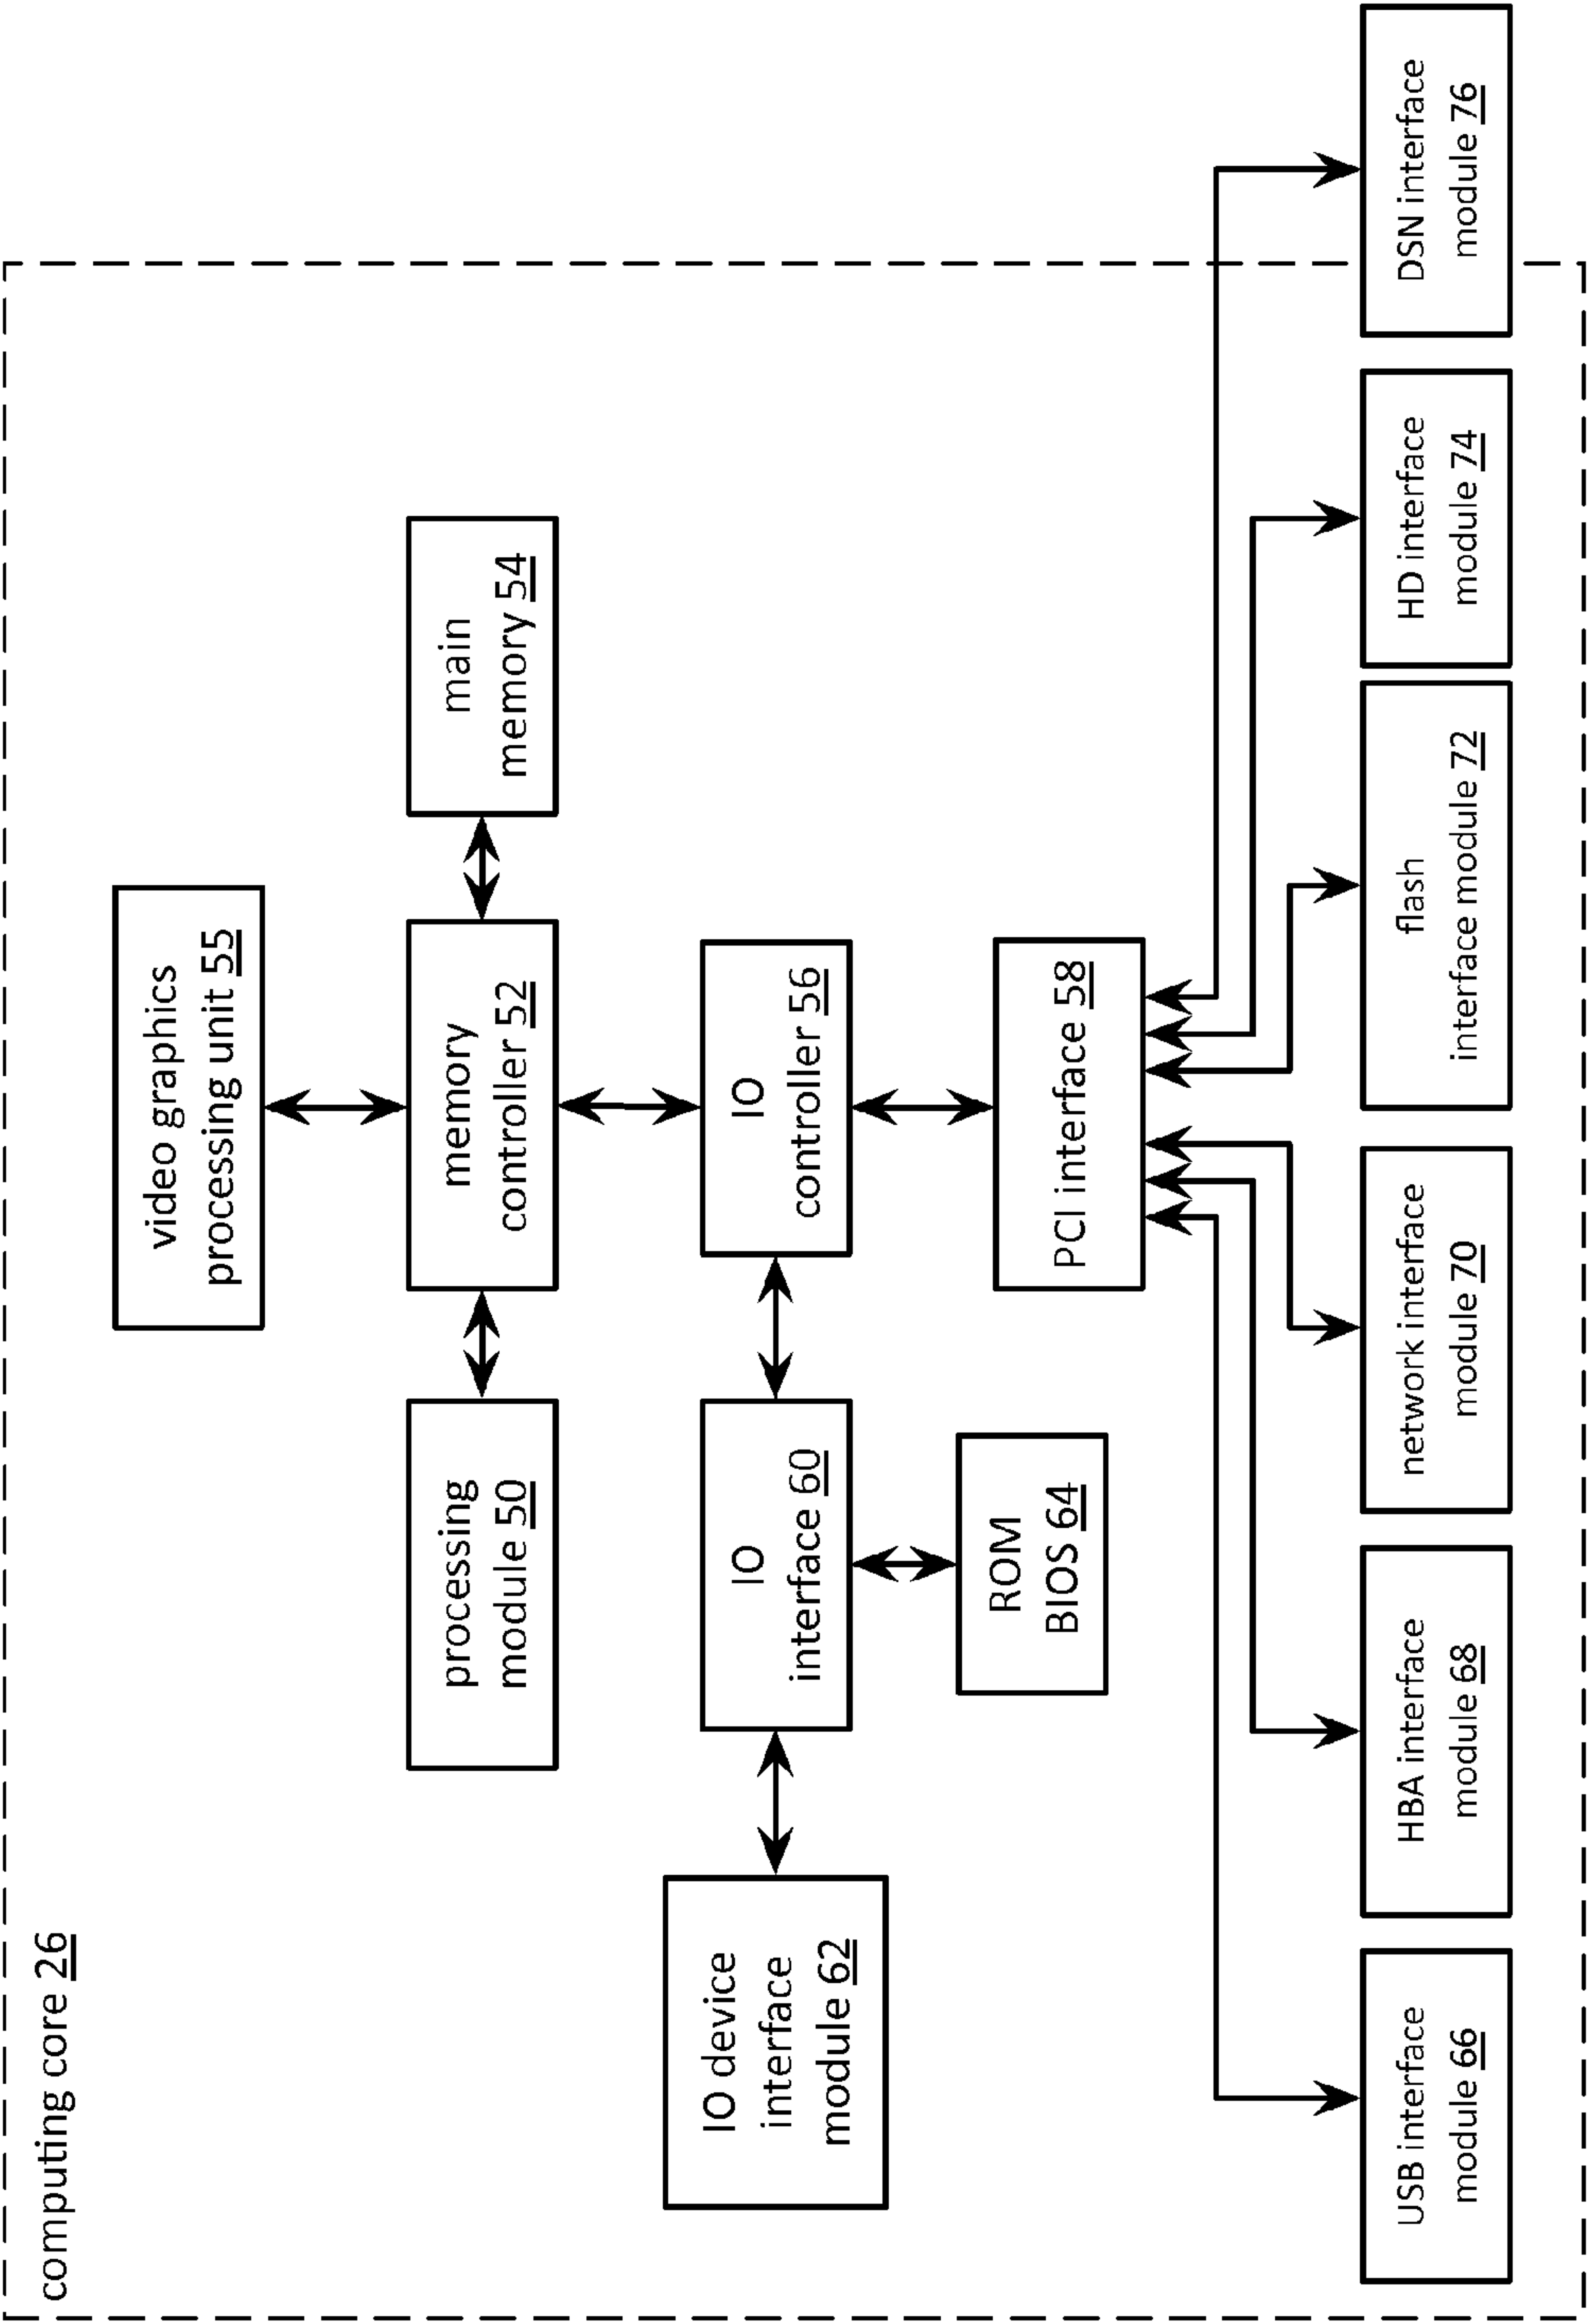 computing core 26
video graphics
processing unit 55
processing
module 50
memory
controller 52
main
memory 54
IO device
interface
module 62
IO
interface 60
IO
controller 56
ROM
BIOS 64
PCI interface 58
USB interface
module 66
HBA interface
module 68
network interface
module 70
flash
interface module 72
HD interface
module 74
DSN interface
module 76